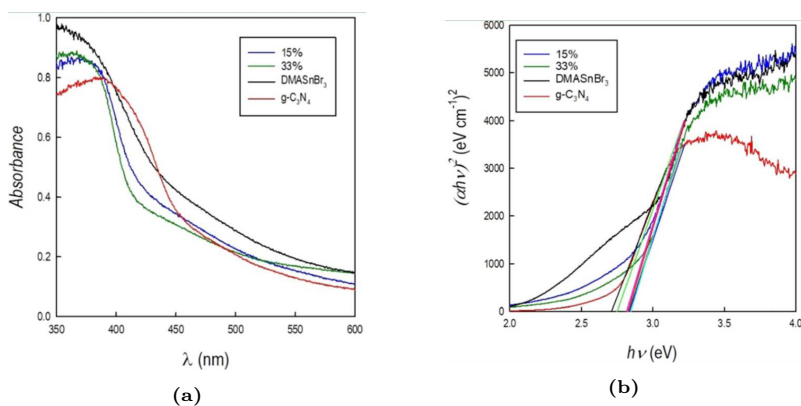 1.0
0.8
0.6
0.4
0.2
0.0
Absorbance
350 400 450 500 550 600
λ (nm)
15%
33%
DMASnBr₃
g-C₃N₄
(a)
6000
5000
4000
3000
2000
1000
0
(αhν)² (eV cm⁻¹)²
2.0 2.5 3.0 3.5 4.0
hν (eV)
15%
33%
DMASnBr₃
g-C₃N₄
(b)